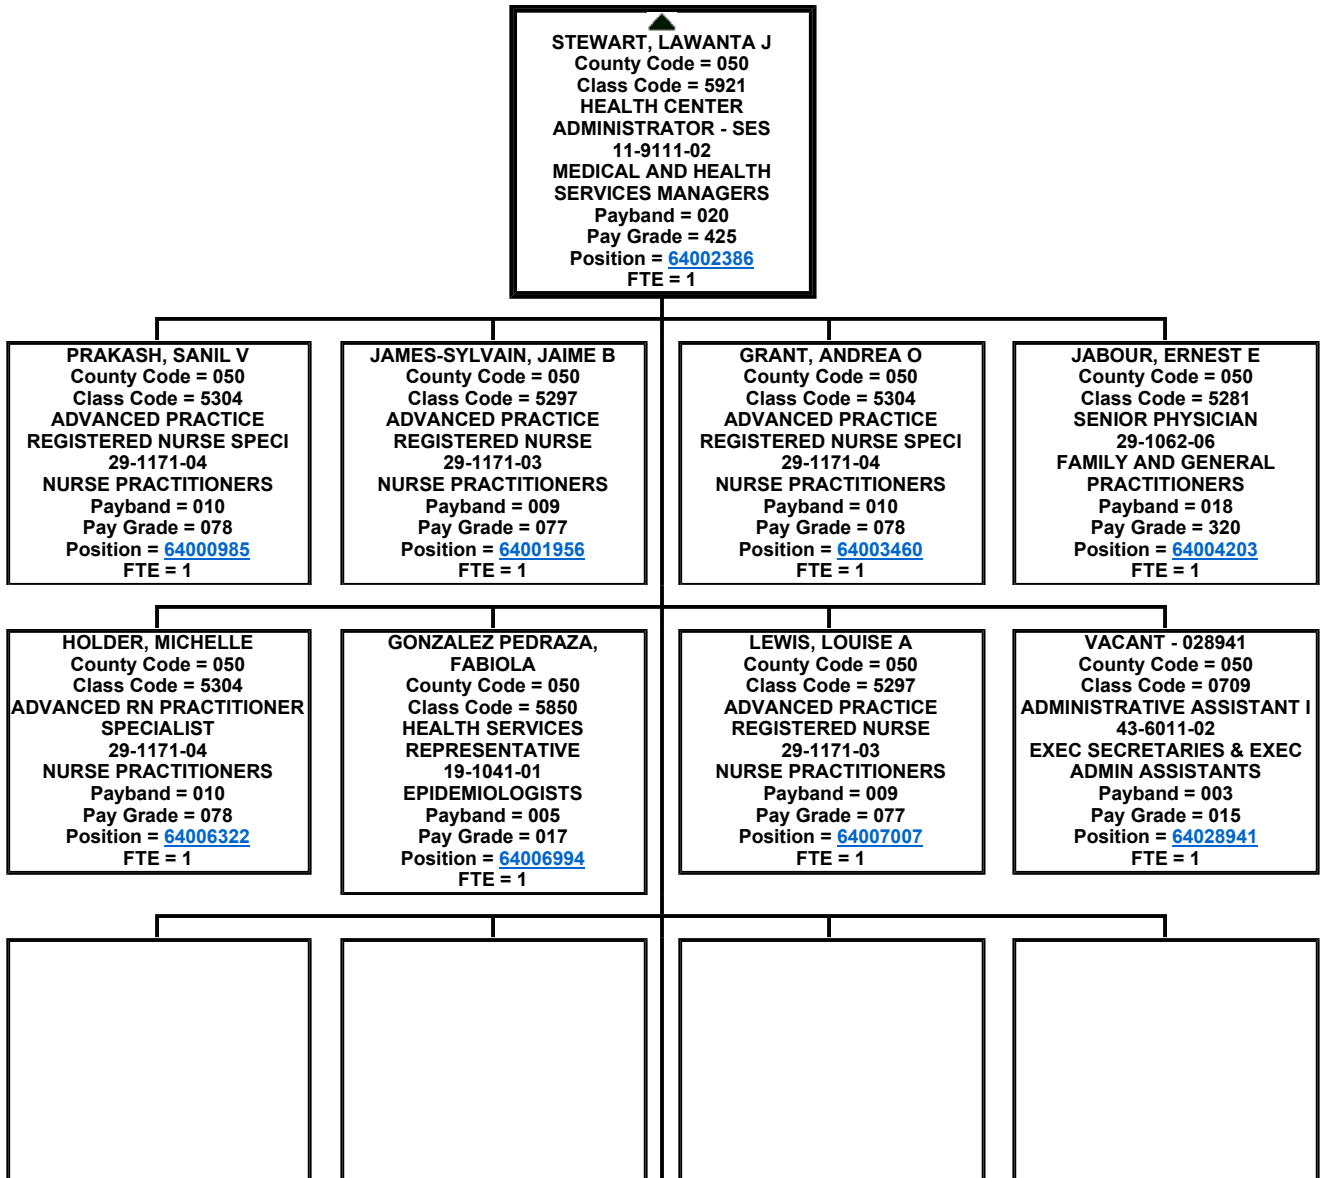 STEWART, LAWANTA J
County Code = 050
Class Code = 5921
HEALTH CENTER
ADMINISTRATOR - SES
11-9111-02
MEDICAL AND HEALTH
SERVICES MANAGERS
Payband = 020
Pay Grade = 425
Position = 64002386
FTE = 1
PRAKASH, SANIL V
County Code = 050
Class Code = 5304
ADVANCED PRACTICE
REGISTERED NURSE SPECI
29-1171-04
NURSE PRACTITIONERS
Payband = 010
Pay Grade = 078
Position = 64000985
FTE = 1
JAMES-SYLVAIN, JAIME B
County Code = 050
Class Code = 5297
ADVANCED PRACTICE
REGISTERED NURSE
29-1171-03
NURSE PRACTITIONERS
Payband = 009
Pay Grade = 077
Position = 64001956
FTE = 1
GRANT, ANDREA O
County Code = 050
Class Code = 5304
ADVANCED PRACTICE
REGISTERED NURSE SPECI
29-1171-04
NURSE PRACTITIONERS
Payband = 010
Pay Grade = 078
Position = 64003460
FTE = 1
JABOUR, ERNEST E
County Code = 050
Class Code = 5281
SENIOR PHYSICIAN
29-1062-06
FAMILY AND GENERAL
PRACTITIONERS
Payband = 018
Pay Grade = 320
Position = 64004203
FTE = 1
HOLDER, MICHELLE
County Code = 050
Class Code = 5304
ADVANCED RN PRACTITIONER
SPECIALIST
29-1171-04
NURSE PRACTITIONERS
Payband = 010
Pay Grade = 078
Position = 64006322
FTE = 1
GONZALEZ PEDRAZA,
FABIOLA
County Code = 050
Class Code = 5850
HEALTH SERVICES
REPRESENTATIVE
19-1041-01
EPIDEMIOLOGISTS
Payband = 005
Pay Grade = 017
Position = 64006994
FTE = 1
LEWIS, LOUISE A
County Code = 050
Class Code = 5297
ADVANCED PRACTICE
REGISTERED NURSE
29-1171-03
NURSE PRACTITIONERS
Payband = 009
Pay Grade = 077
Position = 64007007
FTE = 1
VACANT - 028941
County Code = 050
Class Code = 0709
ADMINISTRATIVE ASSISTANT I
43-6011-02
EXEC SECRETARIES & EXEC
ADMIN ASSISTANTS
Payband = 003
Pay Grade = 015
Position = 64028941
FTE = 1